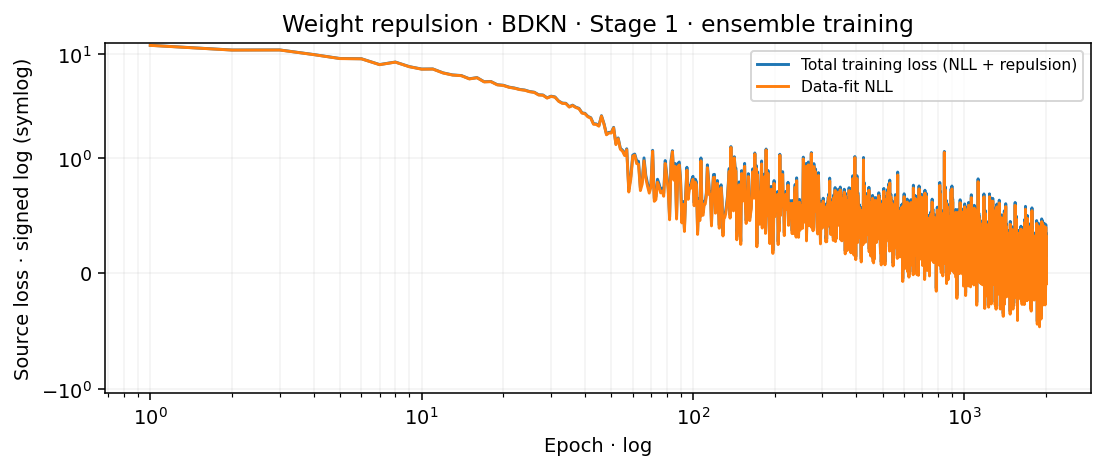 Weight repulsion · BDKN · Stage 1 · ensemble training
Source loss · signed log (symlog)
10¹
10⁰
0
−10⁰
Total training loss (NLL + repulsion)
Data-fit NLL
10⁰ 10¹ 10² 10³
Epoch · log